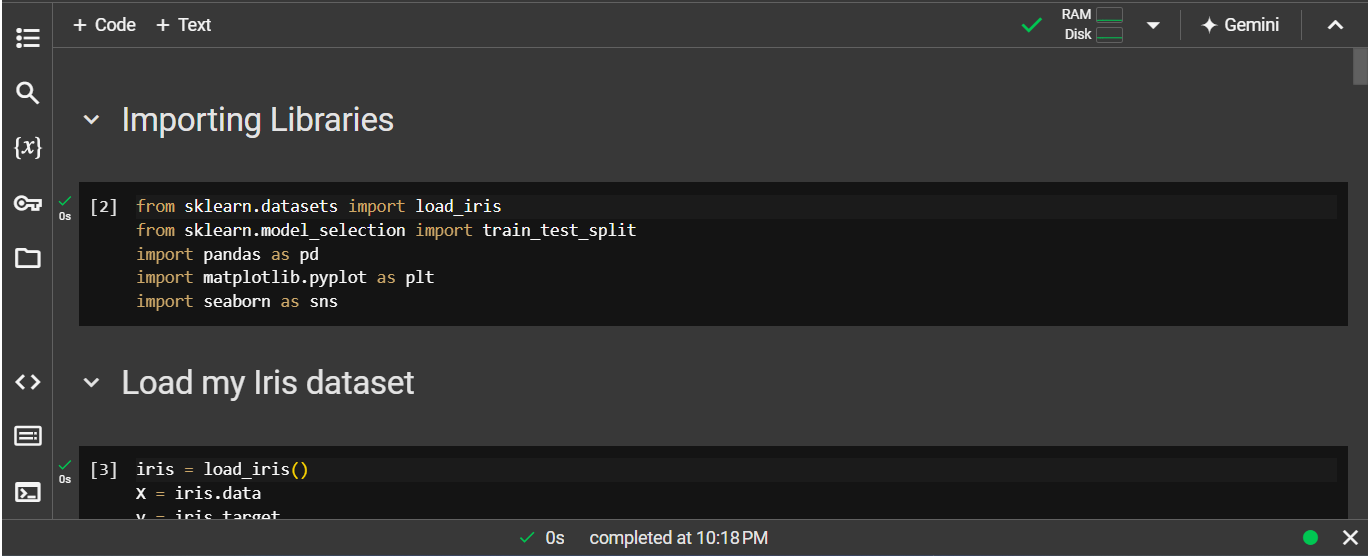 + Code + Text
RAM
Disk
Gemini
Importing Libraries
0s
[2]
from sklearn.datasets import load_iris
from sklearn.model_selection import train_test_split
import pandas as pd
import matplotlib.pyplot as plt
import seaborn as sns
{x}
Load my Iris dataset
0s
[3]
iris = load_iris()
X = iris.data
y = iris.target
0s completed at 10:18 PM